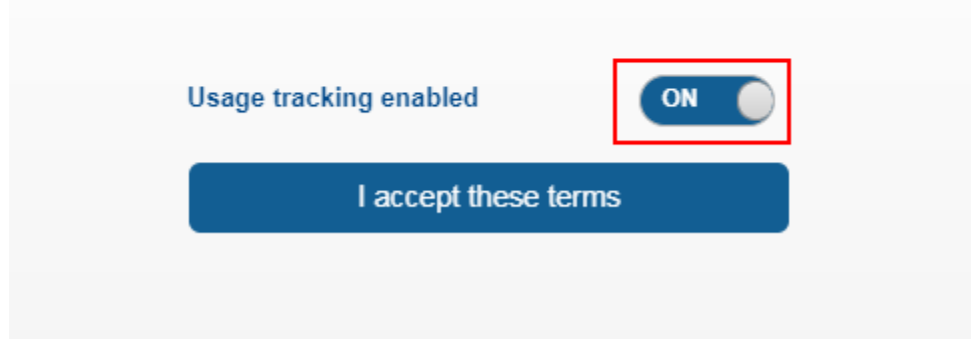 Usage tracking enabled ON
I accept these terms